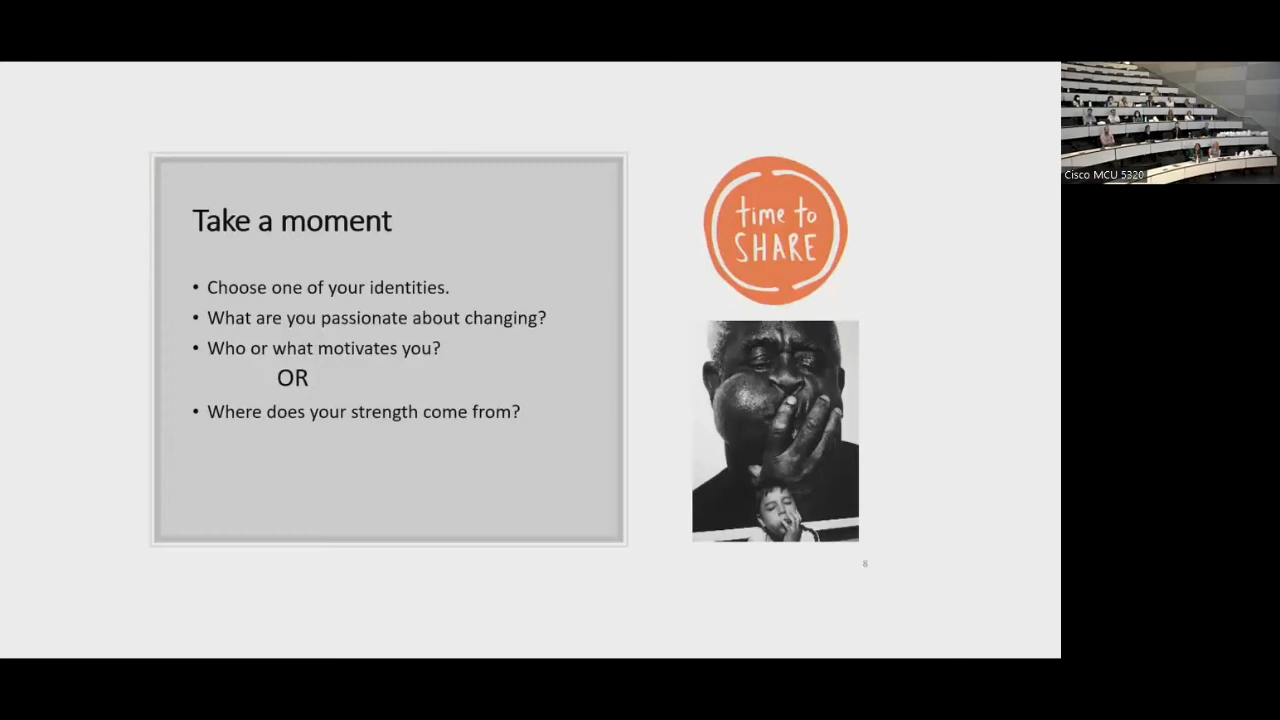 Take a moment
• Choose one of your identities.
• What are you passionate about changing?
• Who or what motivates you?
OR
• Where does your strength come from?
time to
SHARE
8
Cisco MCU 5320